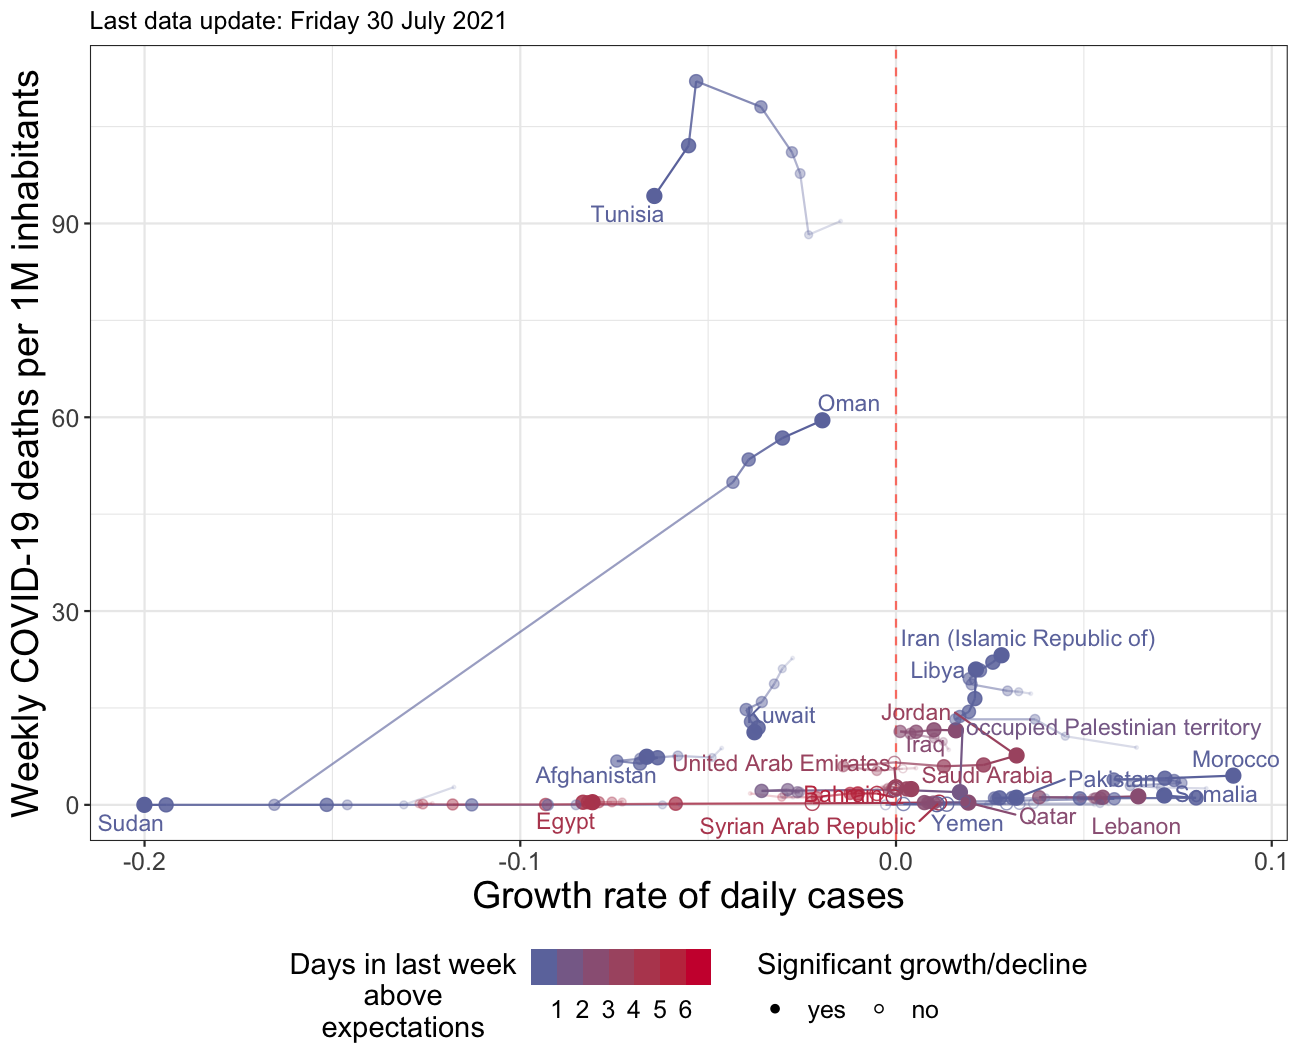 Last data update: Friday 30 July 2021
Weekly COVID-19 deaths per 1M inhabitants
90
60
30
0
Tunisia
Oman
Iran (Islamic Republic of)
Libya
Kuwait
Jordan
occupied Palestinian territory
Iraq
Morocco
United Arab Emirates
Afghanistan
Saudi Arabia
Pakistan
Bahrain
Somalia
Sudan
Egypt
Syrian Arab Republic
Yemen
Qatar
Lebanon
-0.2
-0.1
0.0
0.1
Growth rate of daily cases
Days in last week
above
expectations
1 2 3 4 5 6
Significant growth/decline
yes
no